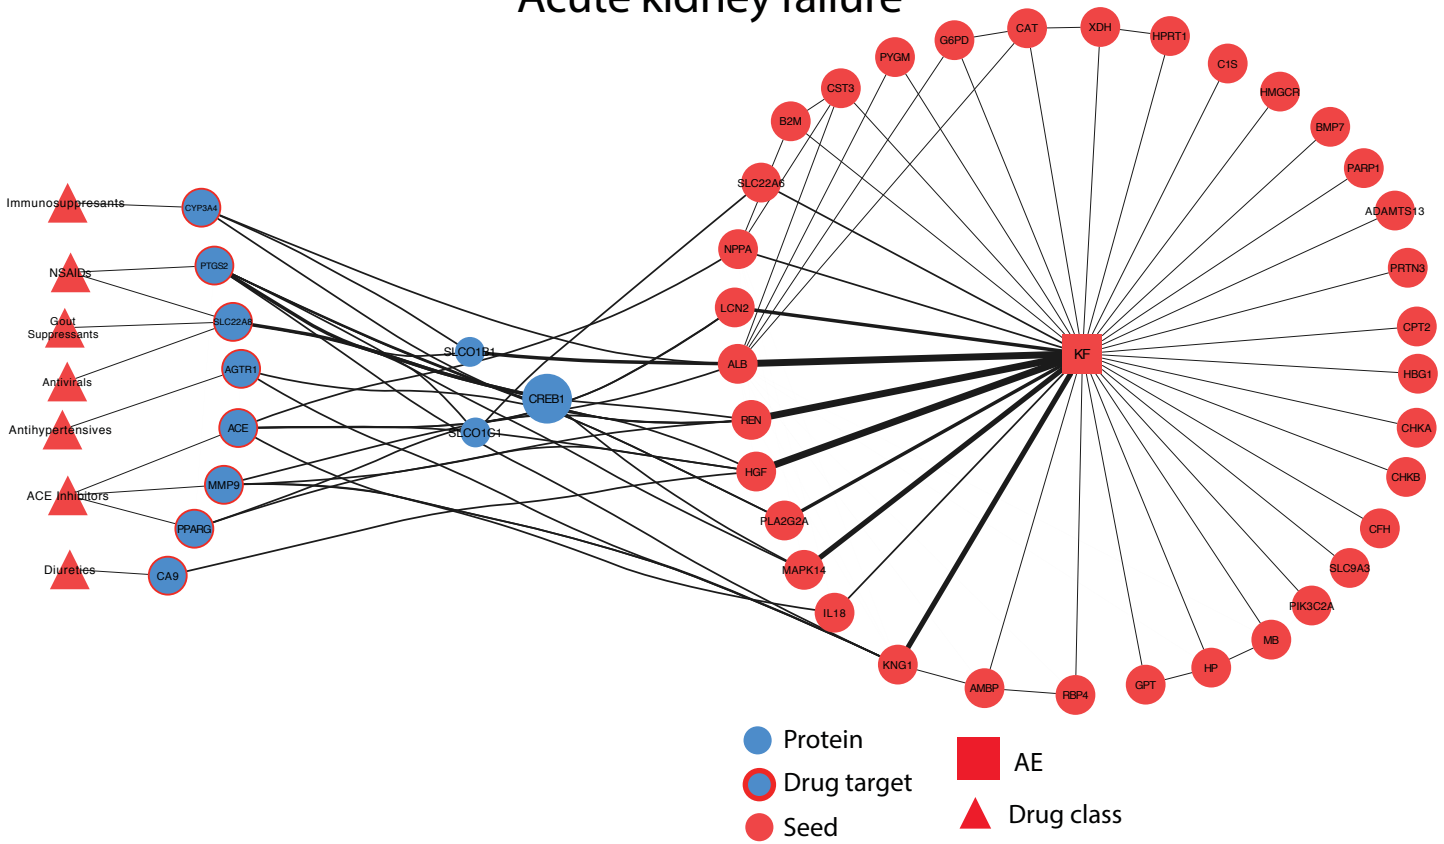 Acute kidney failure
G6PD
CAT
XDH
HPRT1
PYGM
C1S
CST3
HMGCR
B2M
BMP7
PARP1
SLC22A6
ADAMTS13
Immunosuppresants
CYP3A4
NPPA
PRTN3
NSAIDs
PTGS2
LCN2
Gout
Suppressants
SLC22A8
CPT2
SLCO1B1
ALB
KF
AGTR1
HBG1
Antivirals
CREB1
REN
CHKA
Antihypertensives
ACE
SLCO1C1
HGF
CHKB
ACE Inhibitors
MMP9
PLA2G2A
CFH
PPARG
Diuretics
CA9
MAPK14
SLC9A3
IL18
PIK3C2A
MB
KNG1
HP
AMBP
RBP4
GPT
Protein
AE
Drug target
Drug class
Seed